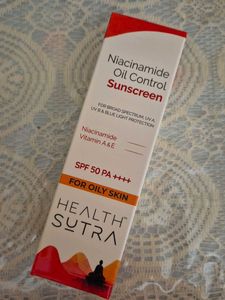 Niacinamide
Oil Control
Sunscreen
FOR BROAD SPECTRUM, UV A,
UV B & BLUE LIGHT PROTECTION
Niacinamide
Vitamin A & E
SPF 50 PA ++++
FOR OILY SKIN
HEALTH™
SUTRA